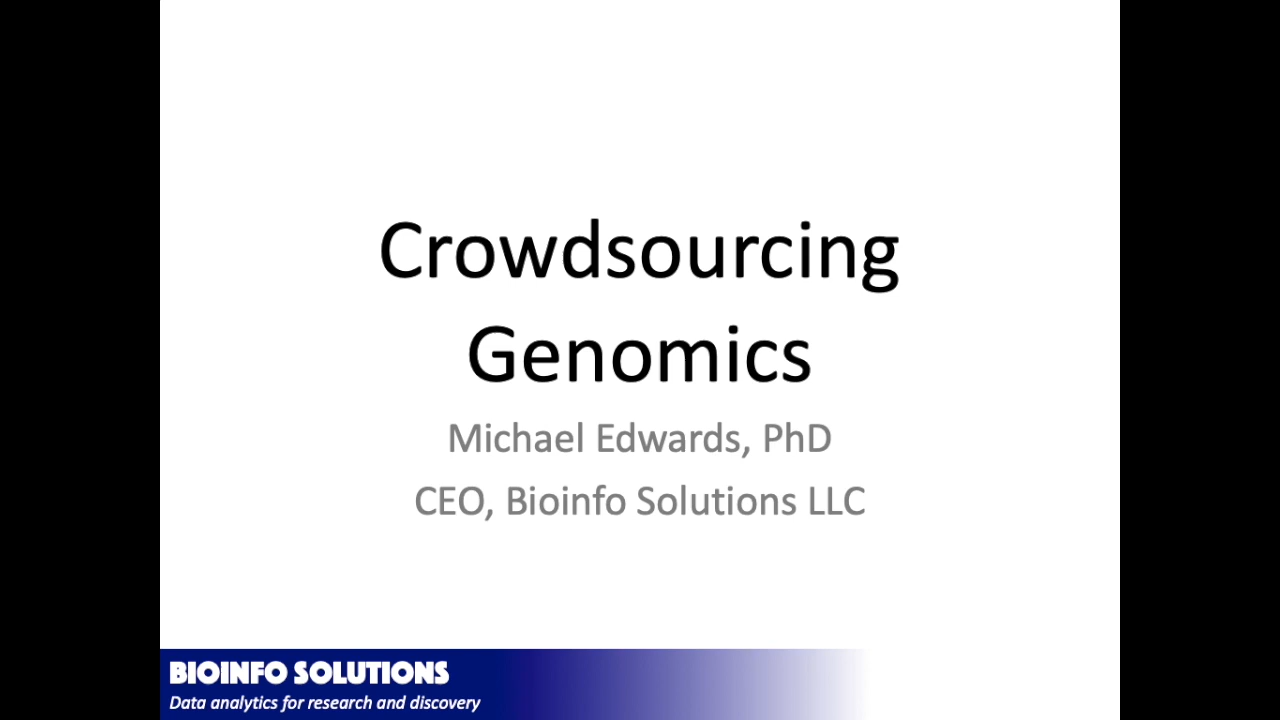 Crowdsourcing
Genomics
Michael Edwards, PhD
CEO, Bioinfo Solutions LLC
BIOINFO SOLUTIONS
Data analytics for research and discovery